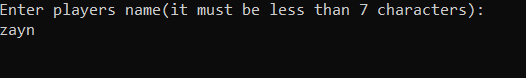 Enter players name(it must be less than 7 characters):
zayn